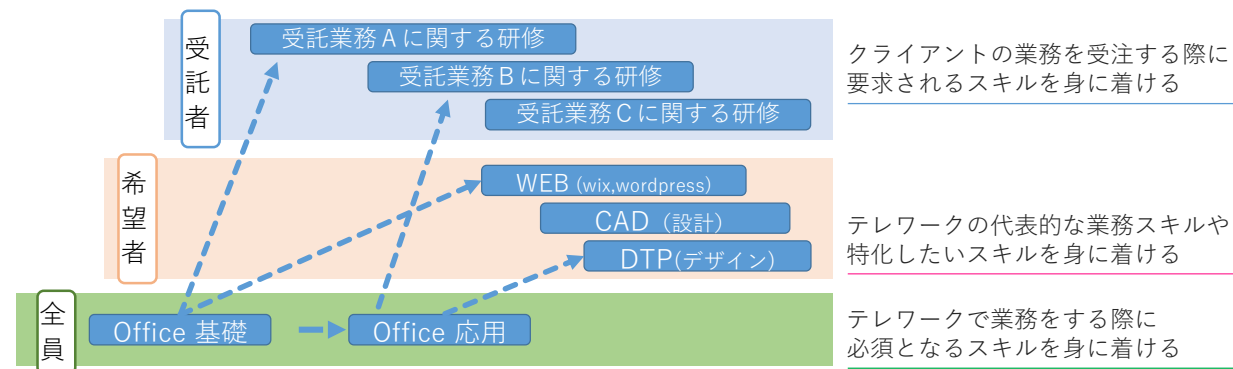 受託者
受託業務Aに関する研修
受託業務Bに関する研修
受託業務Cに関する研修
クライアントの業務を受注する際に
要求されるスキルを身に着ける
希望者
WEB (wix,wordpress)
CAD（設計）
DTP(デザイン)
テレワークの代表的な業務スキルや
特化したいスキルを身に着ける
全員
Office 基礎
Office 応用
テレワークで業務をする際に
必須となるスキルを身に着ける